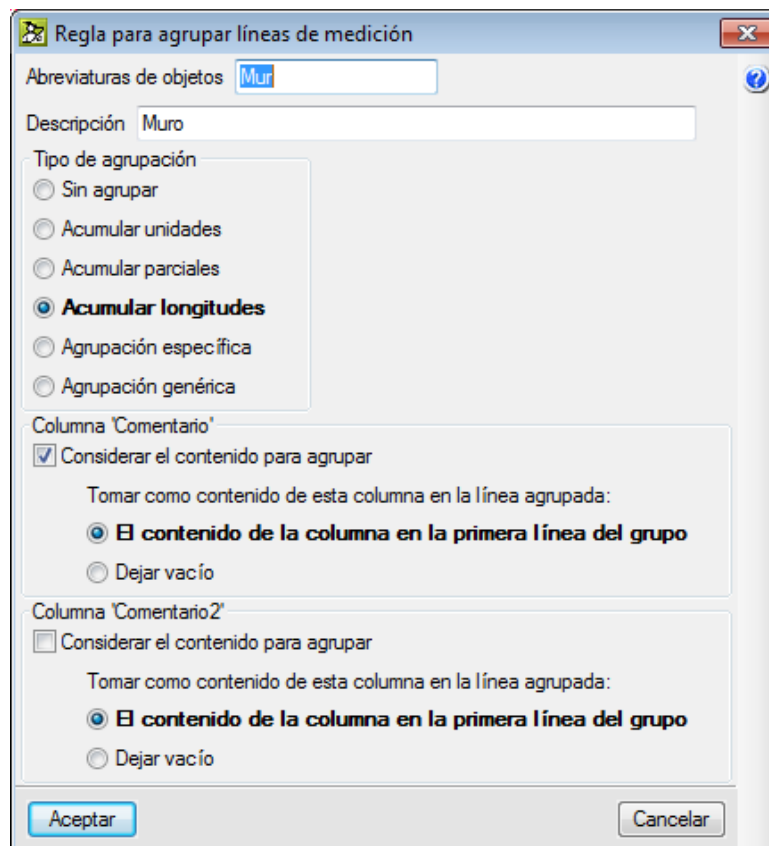 Regla para agrupar líneas de medición
Abreviaturas de objetos Mur
Descripción Muro
Tipo de agrupación
Sin agrupar
Acumular unidades
Acumular parciales
Acumular longitudes
Agrupación específica
Agrupación genérica
Columna 'Comentario'
Considerar el contenido para agrupar
Tomar como contenido de esta columna en la línea agrupada:
El contenido de la columna en la primera línea del grupo
Dejar vacío
Columna 'Comentario2'
Considerar el contenido para agrupar
Tomar como contenido de esta columna en la línea agrupada:
El contenido de la columna en la primera línea del grupo
Dejar vacío
Aceptar Cancelar